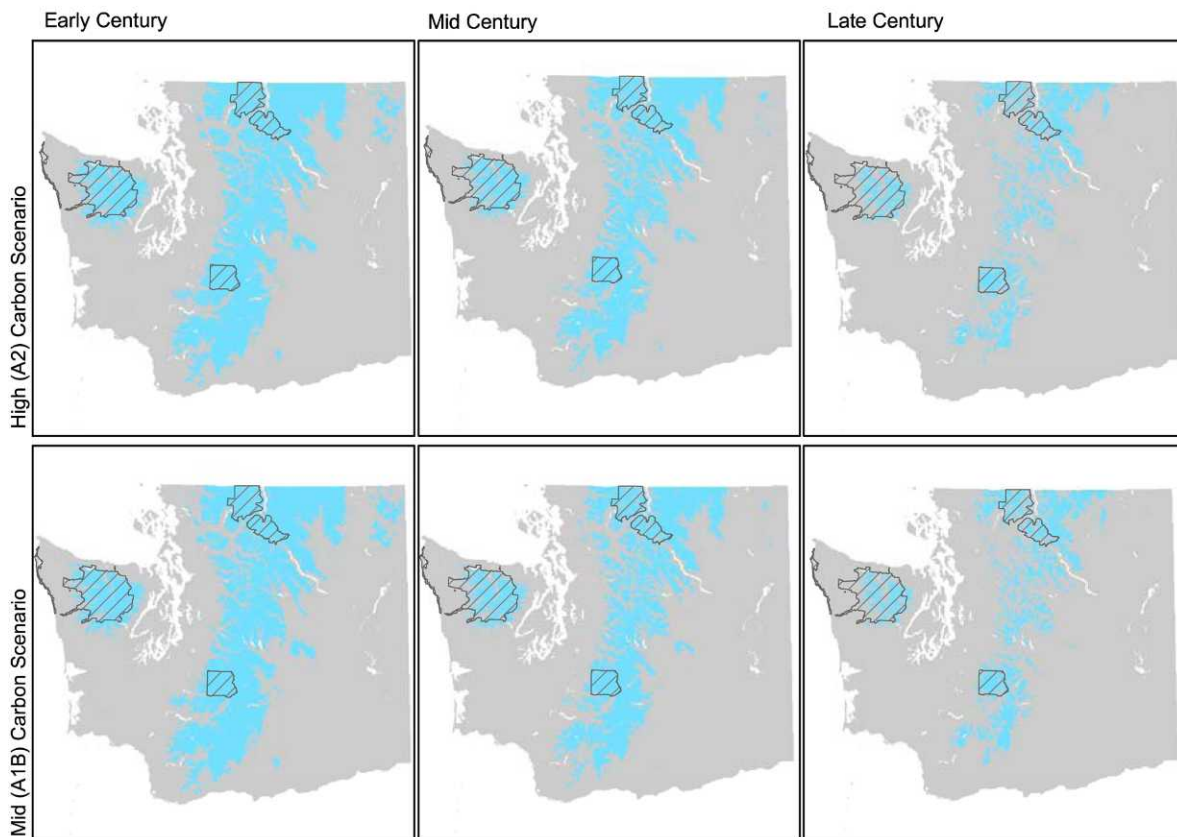 Early Century
Mid Century
Late Century
High (A2) Carbon Scenario
Mid (A1B) Carbon Scenario